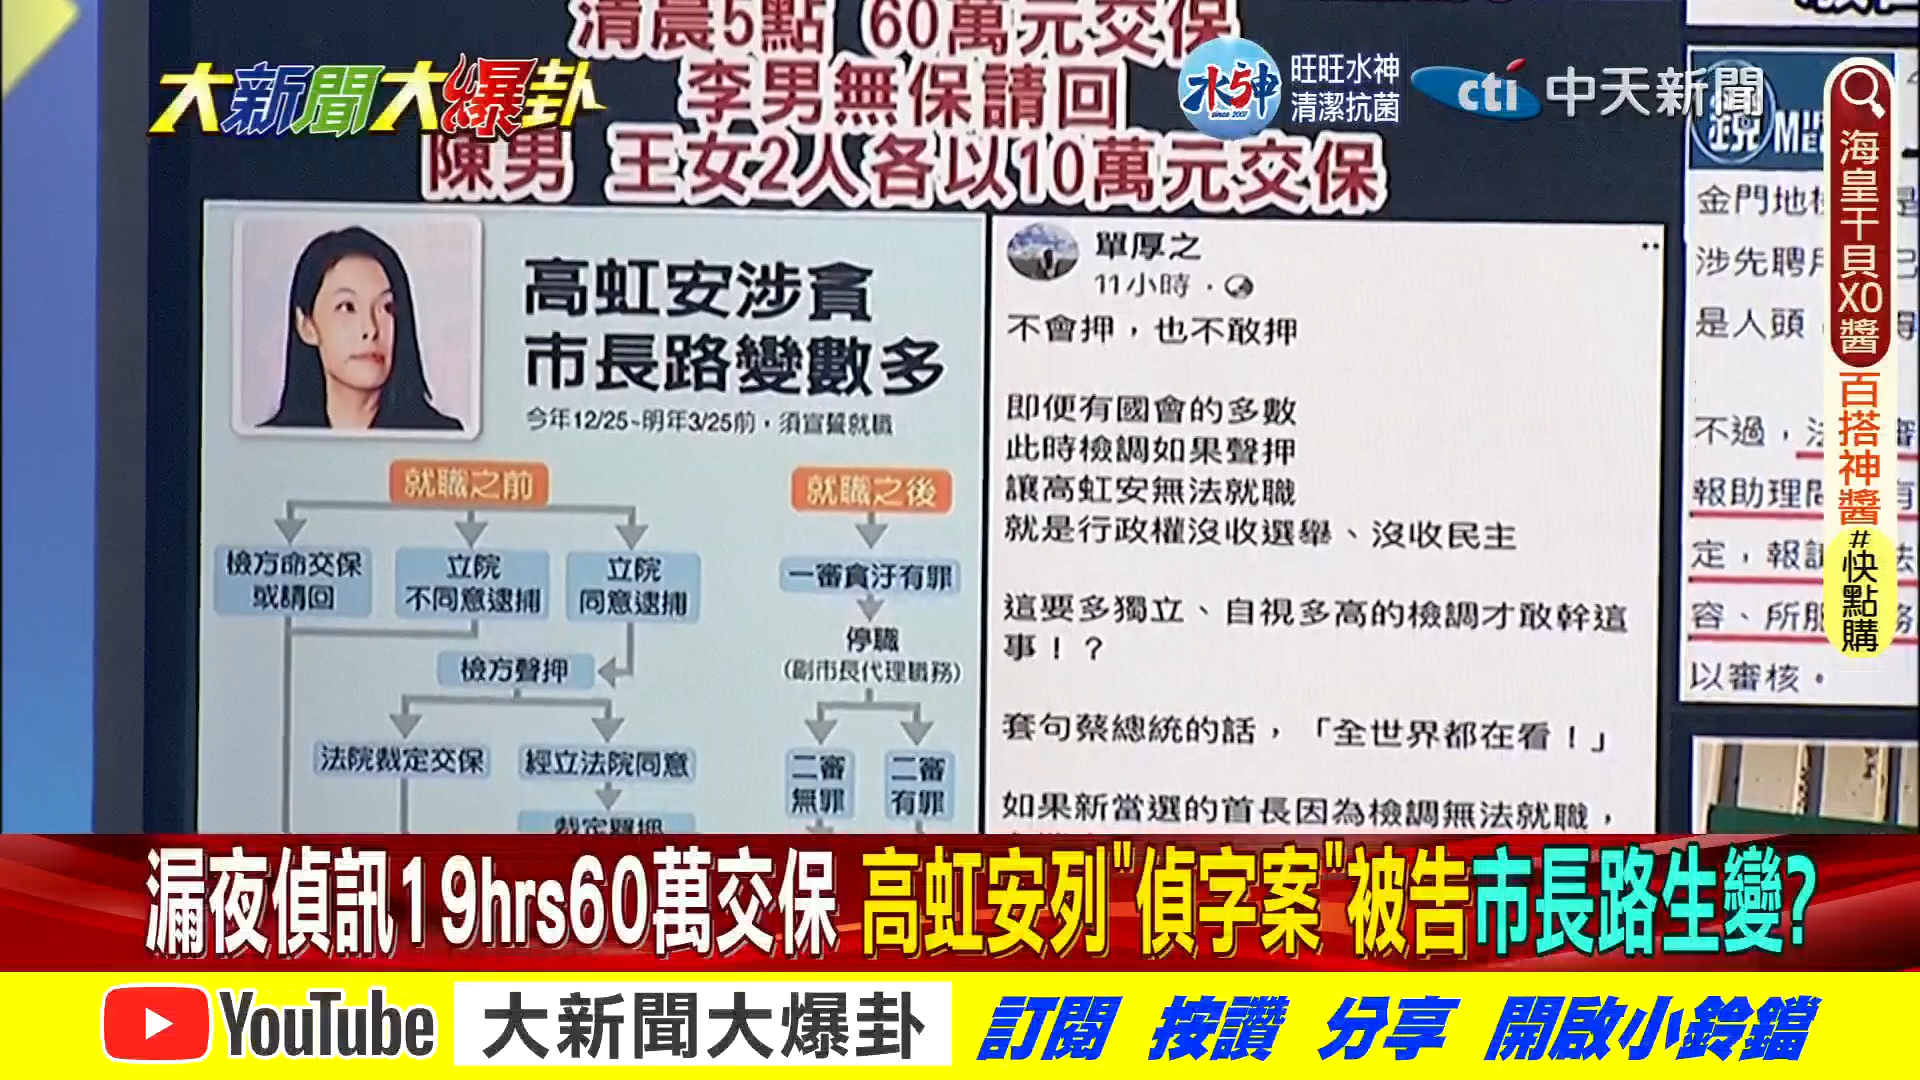 清晨5點 60萬元交保
李男無保請回
陳男 王女2人各以10萬元交保
大新聞大爆卦
水神
since 2007
旺旺水神
清潔抗菌
cti 中天新聞
海皇干貝XO醬
百搭神醬
#快點購
高虹安涉貪
市長路變數多
今年12/25~明年3/25前，須宣誓就職
就職之前
就職之後
檢方命交保
或請回
立院
不同意逮捕
立院
同意逮捕
檢方聲押
法院裁定交保
經立法院同意
裁定羈押
一審貪汙有罪
停職
(副市長代理職務)
二審
無罪
二審
有罪
單厚之
11小時
不會押，也不敢押
即便有國會的多數
此時檢調如果聲押
讓高虹安無法就職
就是行政權沒收選舉、沒收民主
這要多獨立、自視多高的檢調才敢幹這
事！？
套句蔡總統的話，「全世界都在看！」
如果新當選的首長因為檢調無法就職，
鏡
金門地
涉先聘
是人頭
不過，
報助理
定，報
容、所
以審核。
漏夜偵訊19hrs60萬交保 高虹安列"偵字案"被告市長路生變?
YouTube 大新聞大爆卦 訂閱 按讚 分享 開啟小鈴鐺